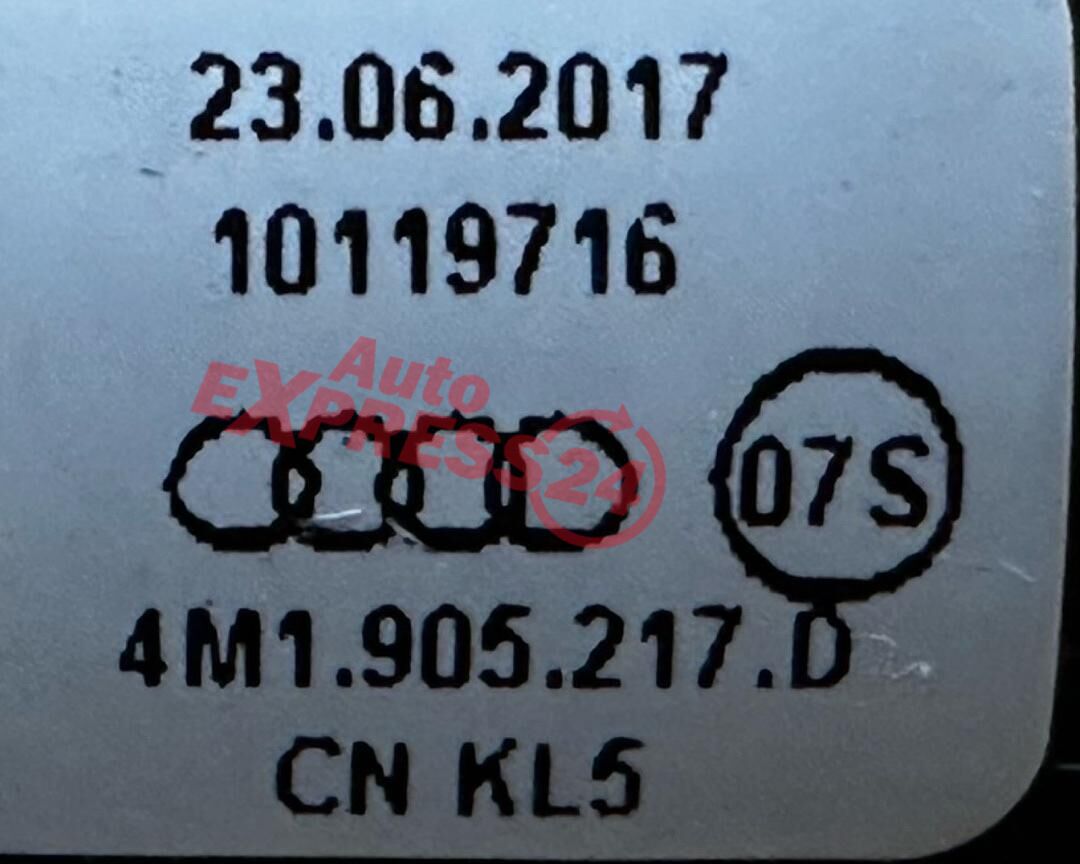 23.06.2017
10119716
Auto
EXPRESS24
07S
4M1.905.217.D
CN KL5